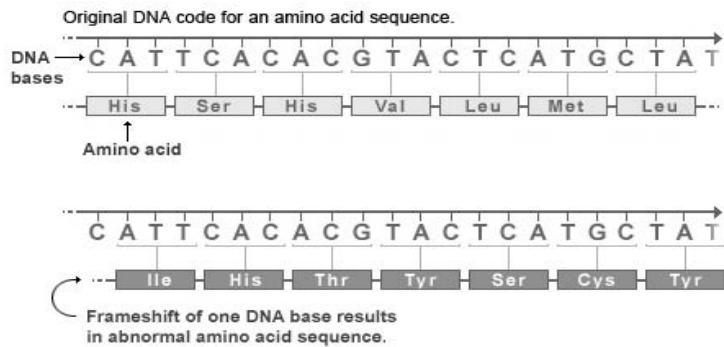 Original DNA code for an amino acid sequence.
DNA bases
C A T T C A C A C G T A C T C A T G C T A T
His Ser His Val Leu Met Leu
Amino acid
C A T T C A C A C G T A C T C A T G C T A T
Ile His Thr Tyr Ser Cys Tyr
Frameshift of one DNA base results
in abnormal amino acid sequence.